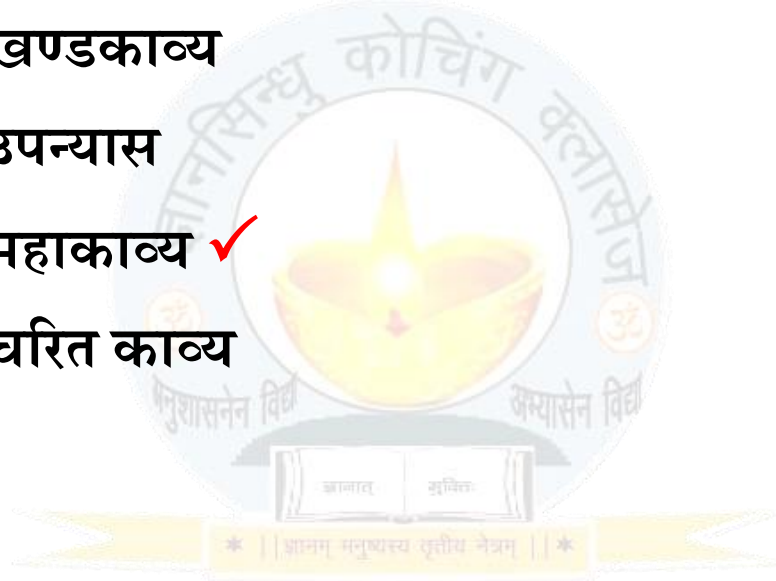 खण्डकाव्य
उपन्यास
महाकाव्य ✓
चरित काव्य
ज्ञानसिन्धु कोचिंग क्लासेज
ॐ ॐ
अनुशासनेन विद्या अभ्यासेन विद्या
ज्ञानात् मुक्तिः
* ||ज्ञानम् मनुष्यस्य तृतीय नेत्रम् ||*